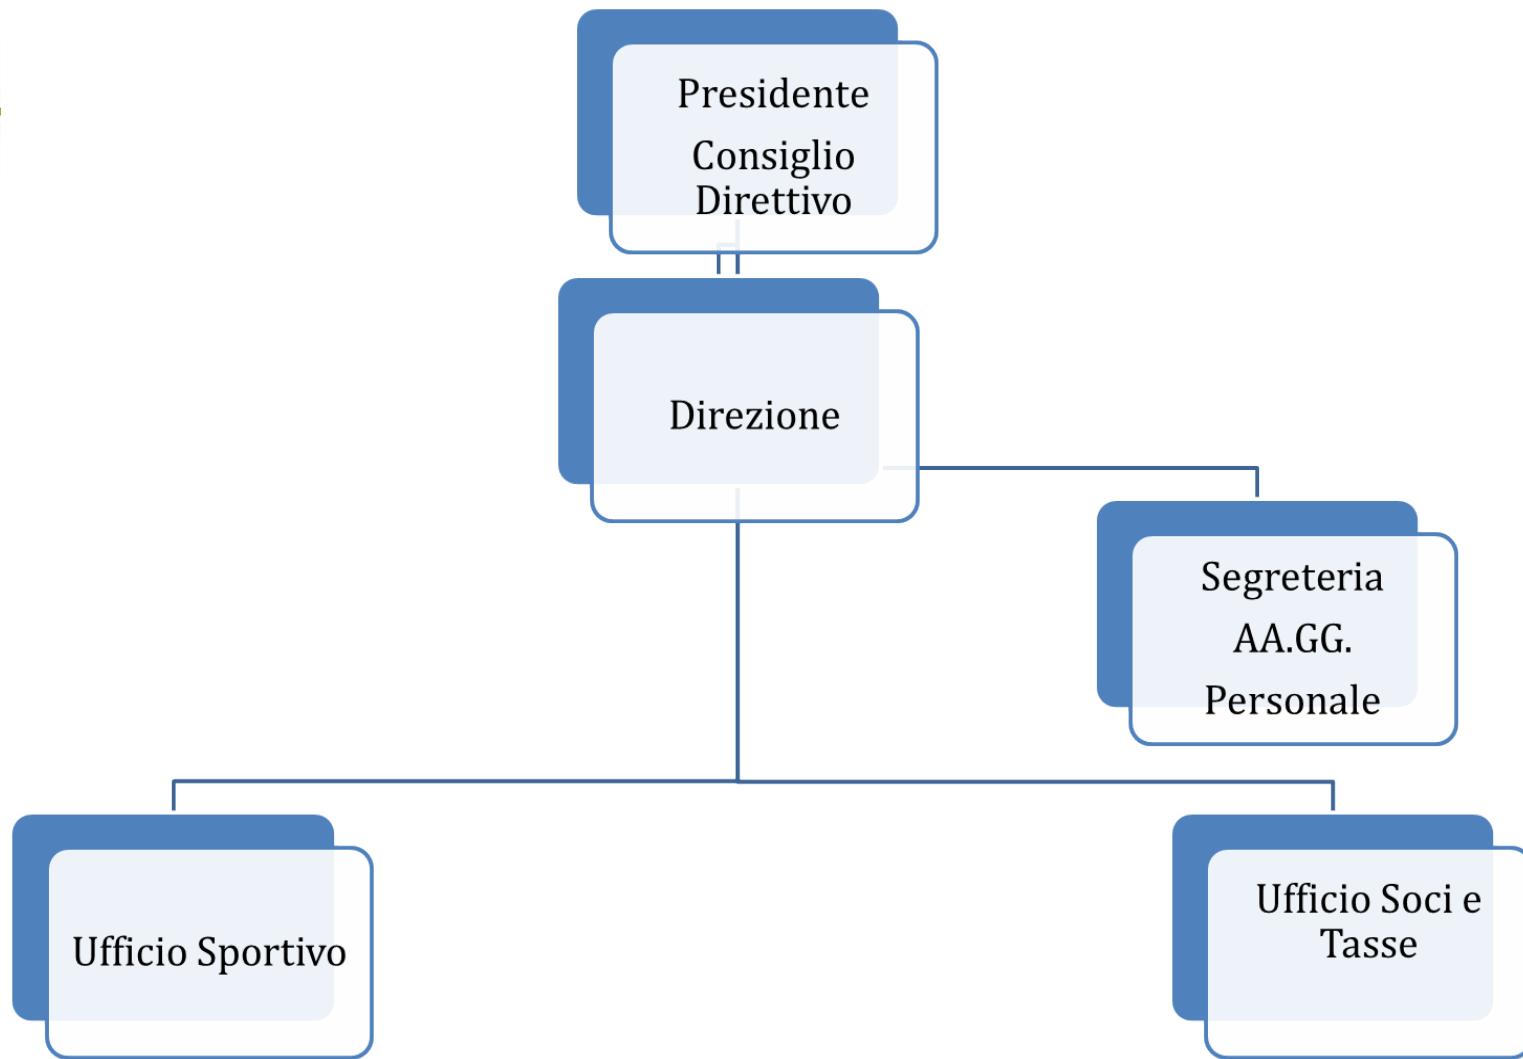 Presidente
Consiglio
Direttivo
Direzione
Segreteria
AA.GG.
Personale
Ufficio Sportivo
Ufficio Soci e
Tasse